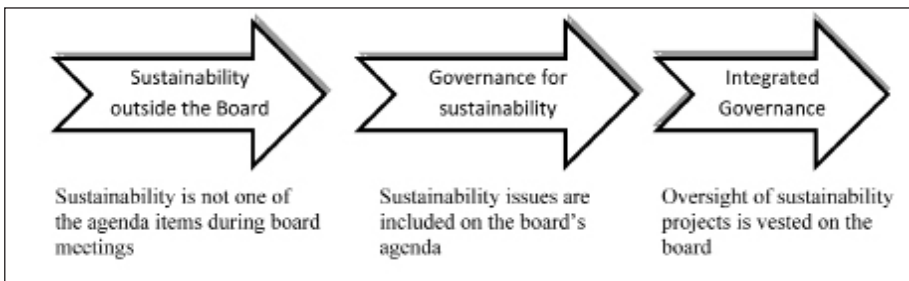 Sustainability
outside the Board
Governance for
sustainability
Integrated
Governance
Sustainability is not one of
the agenda items during board
meetings
Sustainability issues are
included on the board's
agenda
Oversight of sustainability
projects is vested on the
board